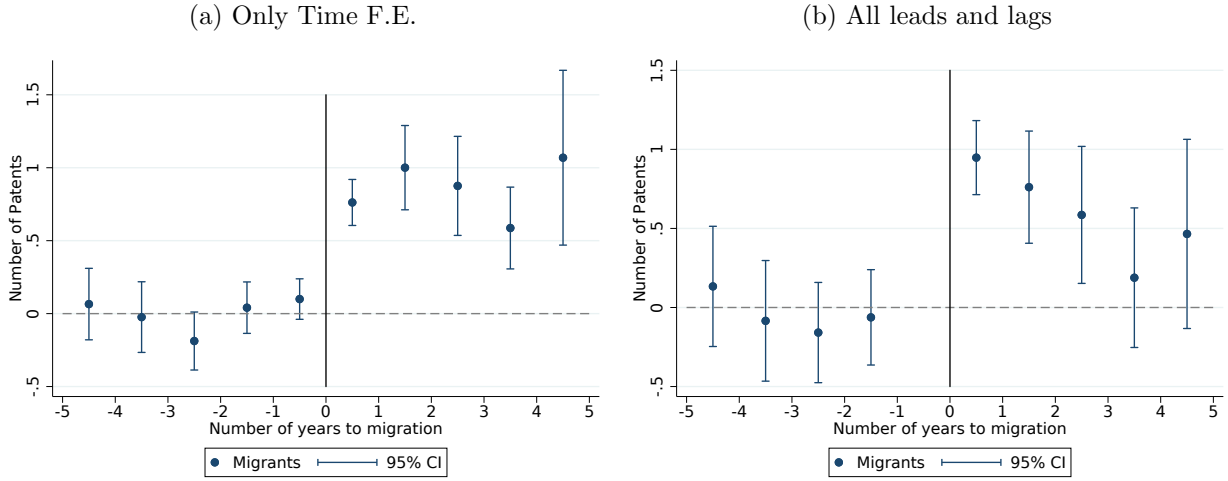 (a) Only Time F.E.
Number of Patents
1.5
1
.5
0
-.5
-5 -4 -3 -2 -1 0 1 2 3 4 5
Number of years to migration
Migrants 95% CI
(b) All leads and lags
Number of Patents
1.5
1
.5
0
-.5
-5 -4 -3 -2 -1 0 1 2 3 4 5
Number of years to migration
Migrants 95% CI